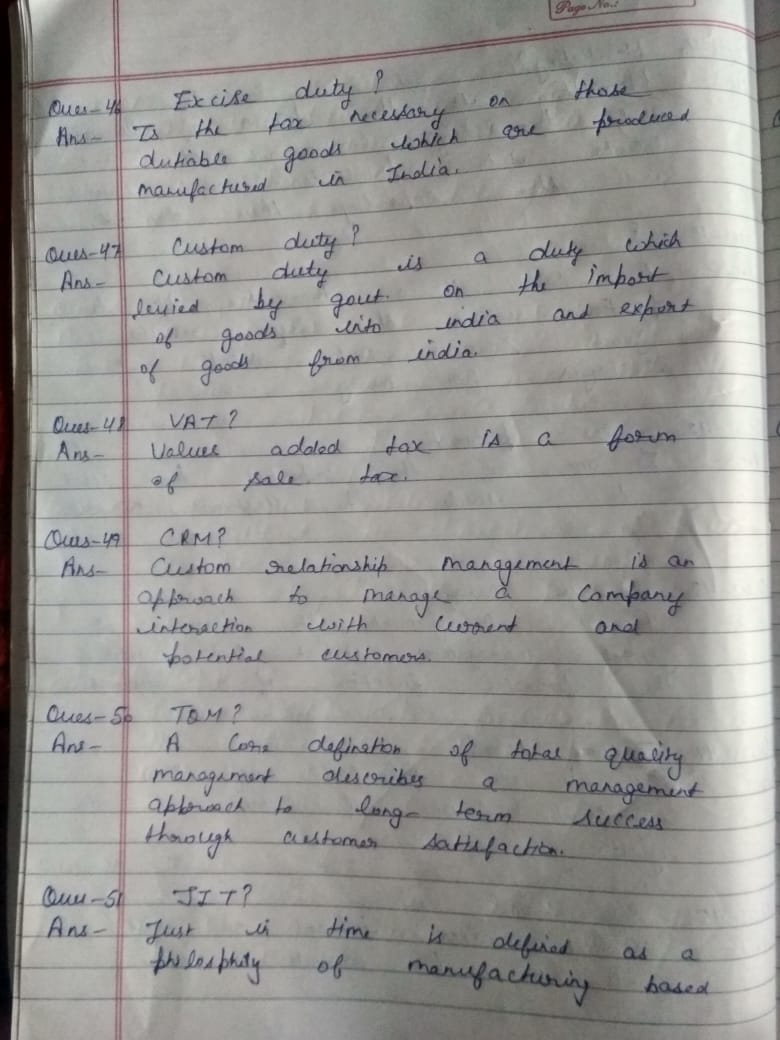 Page No.:
Ques-46 Excise duty?
Ans- Is the tax necessary on those
dutiable goods which are produced
manufactured in India.
Ques-47 Custom duty?
Ans- Custom duty is a duty which
levied by govt. on the import
of goods into india and export
of goods from india.
Ques-48 VAT?
Ans- Values added tax is a form
of sale tax.
Ques-49 CRM?
Ans- Custom relationship management is an
approach to manage a company
interaction with current and
potential customers.
Ques-50 TQM?
Ans- A Core defination of total quality
management describes a management
approach to long-term success
through customer satisfaction.
Ques-51 JIT?
Ans- Just in time is defined as a
philosphity of manufacturing based